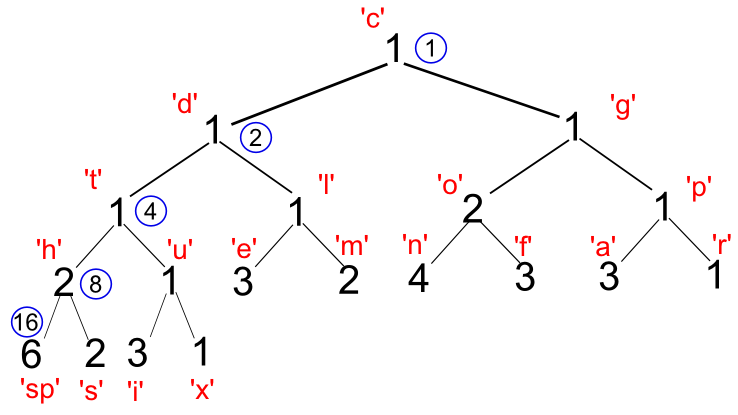 'c'
1 1
'd' 'g'
1 2 1
't' 'l' 'o' 'p'
1 4 1 2 1
'h' 'u' 'e' 'm' 'n' 'f' 'a' 'r'
2 8 1 3 2 4 3 3 1
16
6 2 3 1
'sp' 's' 'i' 'x'